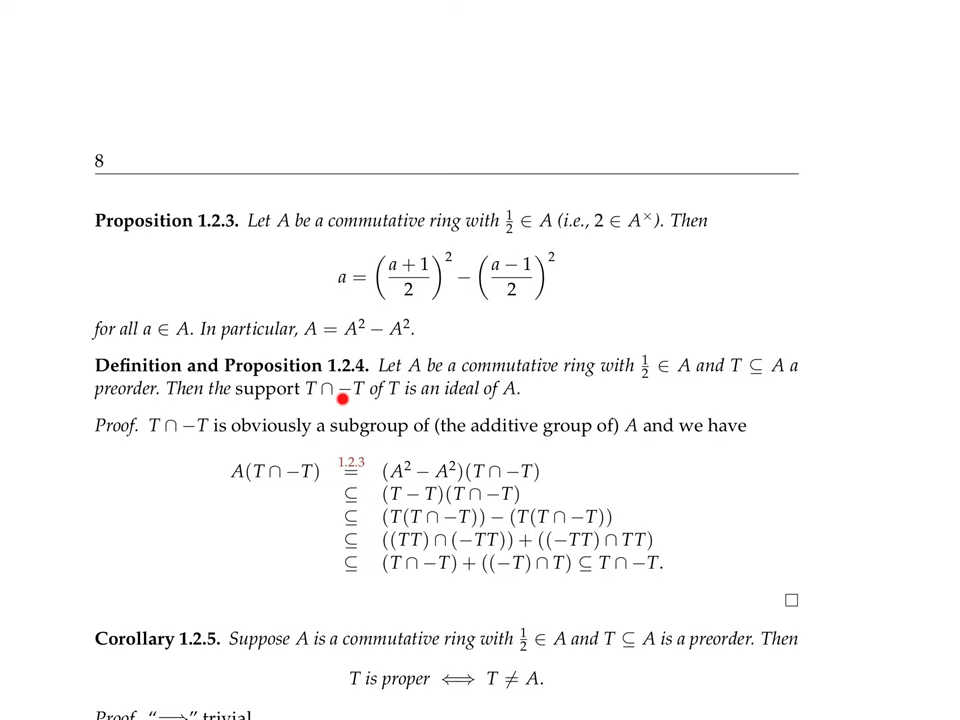 8
Proposition 1.2.3. Let A be a commutative ring with 1/2 ∈ A (i.e., 2 ∈ A×). Then
a = ((a + 1)/2)² − ((a − 1)/2)²
for all a ∈ A. In particular, A = A² − A².
Definition and Proposition 1.2.4. Let A be a commutative ring with 1/2 ∈ A and T ⊆ A a
preorder. Then the support T ∩ −T of T is an ideal of A.
Proof. T ∩ −T is obviously a subgroup of (the additive group of) A and we have
A(T ∩ −T) 1.2.3 = (A² − A²)(T ∩ −T)
⊆ (T − T)(T ∩ −T)
⊆ (T(T ∩ −T)) − (T(T ∩ −T))
⊆ ((TT) ∩ (−TT)) + ((−TT) ∩ TT)
⊆ (T ∩ −T) + ((−T) ∩ T) ⊆ T ∩ −T.
□
Corollary 1.2.5. Suppose A is a commutative ring with 1/2 ∈ A and T ⊆ A is a preorder. Then
T is proper ⟺ T ≠ A.
Proof. “⟹” trivial